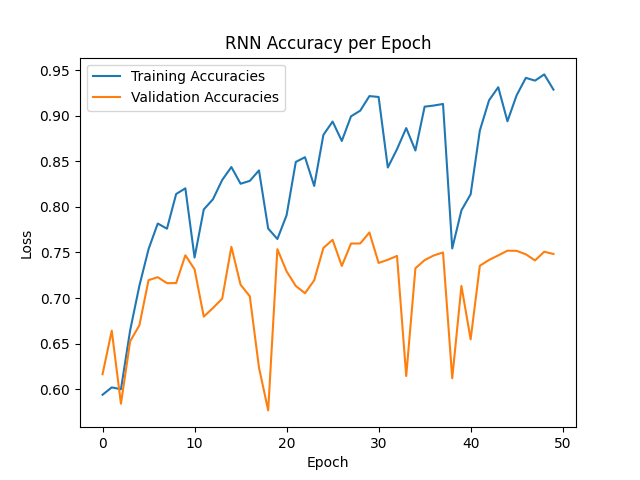 RNN Accuracy per Epoch
Training Accuracies
Validation Accuracies
Loss
0.95
0.90
0.85
0.80
0.75
0.70
0.65
0.60
0 10 20 30 40 50
Epoch